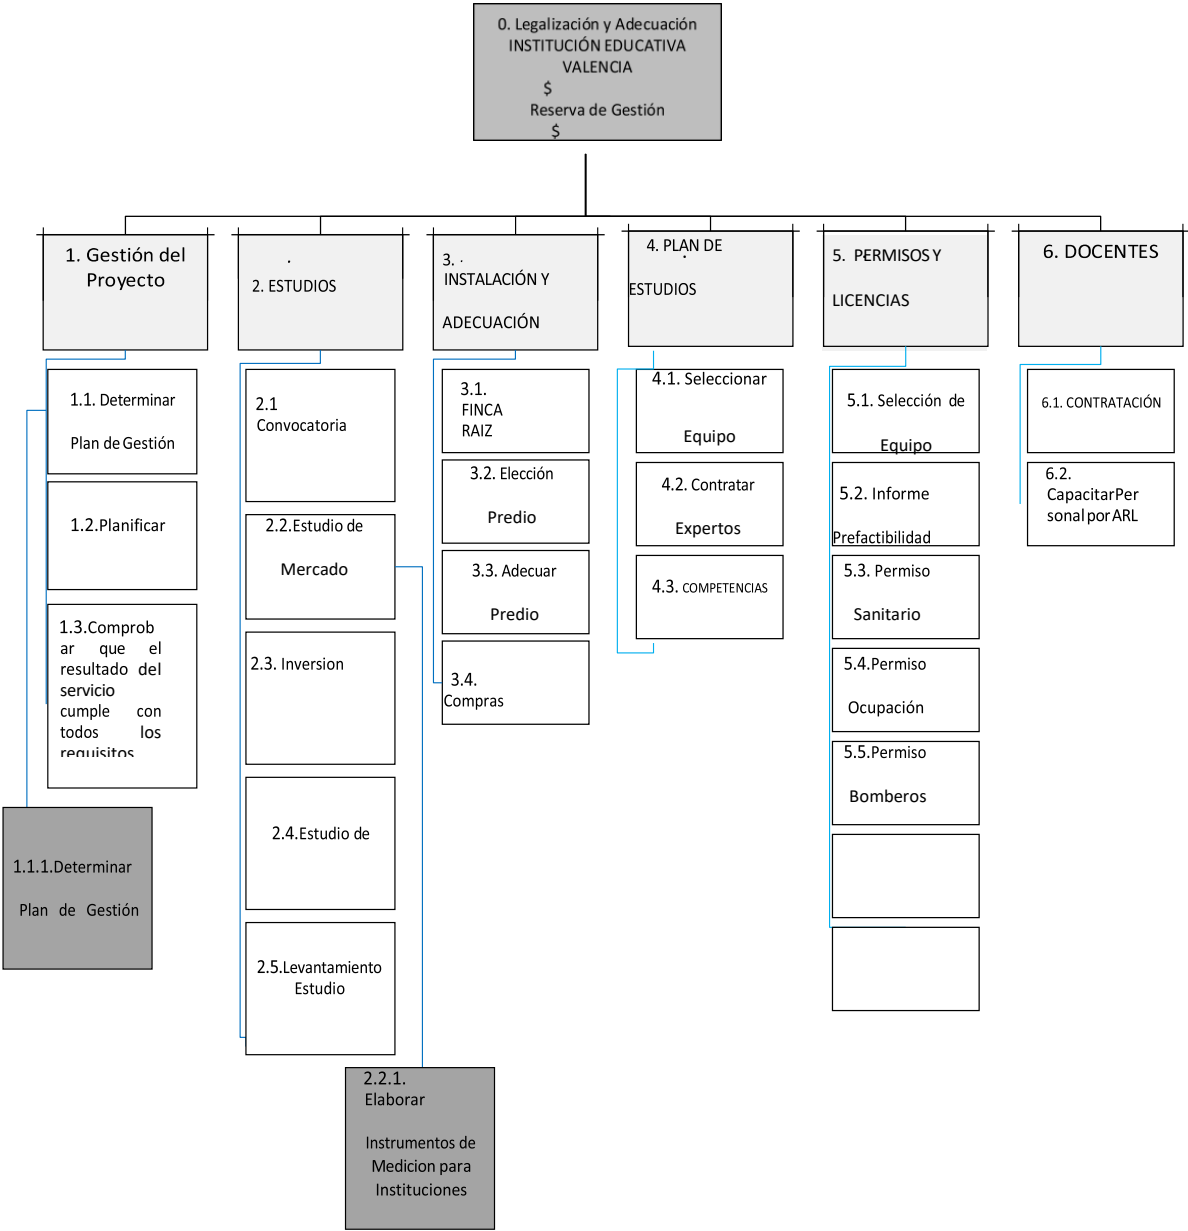 0. Legalización y Adecuación
INSTITUCIÓN EDUCATIVA
VALENCIA
$
Reserva de Gestión
$
1. Gestión del
Proyecto
.
2. ESTUDIOS
3. .
INSTALACIÓN Y
ADECUACIÓN
4. PLAN DE
.
ESTUDIOS
5. PERMISOS Y
LICENCIAS
6. DOCENTES
1.1. Determinar
Plan de Gestión
1.2.Planificar
1.3.Comprob
ar que el
resultado del
servicio
cumple con
todos los
requisitos
1.1.1.Determinar
Plan de Gestión
2.1
Convocatoria
2.2.Estudio de
Mercado
2.3. Inversion
2.4.Estudio de
2.5.Levantamiento
Estudio
2.2.1.
Elaborar
Instrumentos de
Medicion para
Instituciones
3.1.
FINCA
RAIZ
3.2. Elección
Predio
3.3. Adecuar
Predio
3.4.
Compras
4.1. Seleccionar
Equipo
4.2. Contratar
Expertos
4.3. COMPETENCIAS
5.1. Selección de
Equipo
5.2. Informe
Prefactibilidad
5.3. Permiso
Sanitario
5.4.Permiso
Ocupación
5.5.Permiso
Bomberos
6.1. CONTRATACIÓN
6.2.
CapacitarPer
sonal por ARL